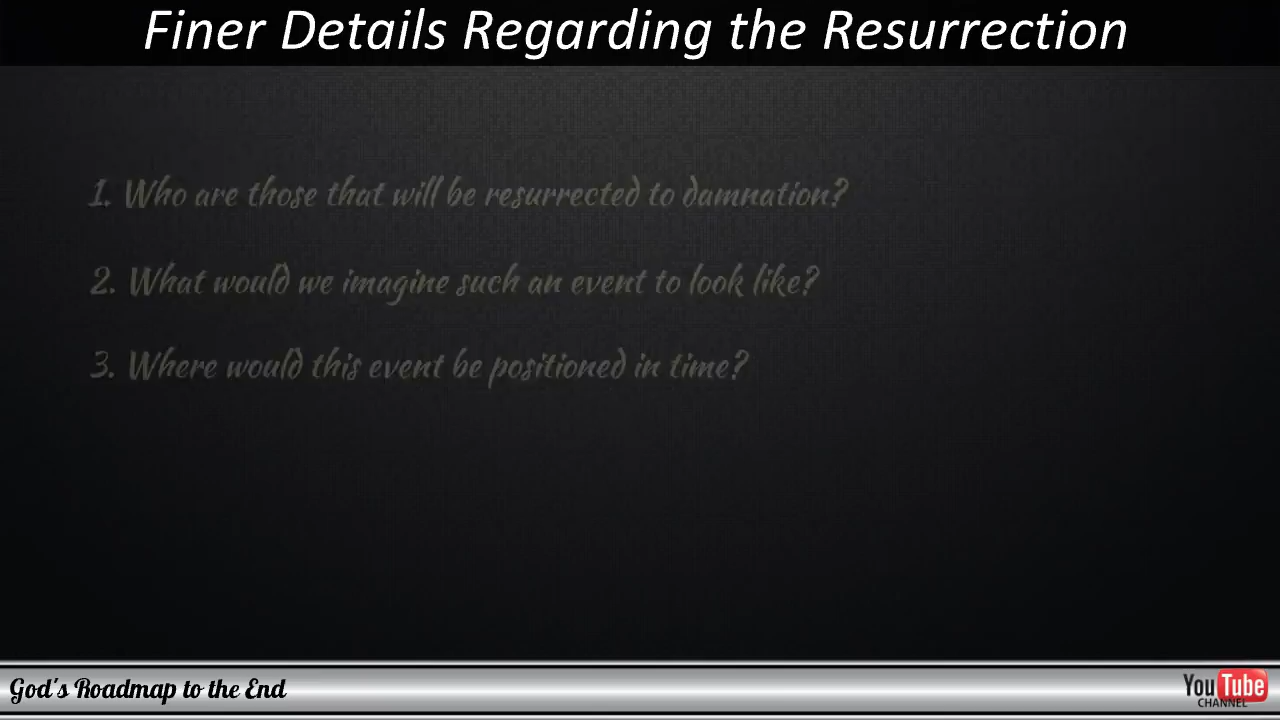 Finer Details Regarding the Resurrection
1. Who are those that will be resurrected to damnation?
2. What would we imagine such an event to look like?
3. Where would this event be positioned in time?
God's Roadmap to the End
YouTube
CHANNEL